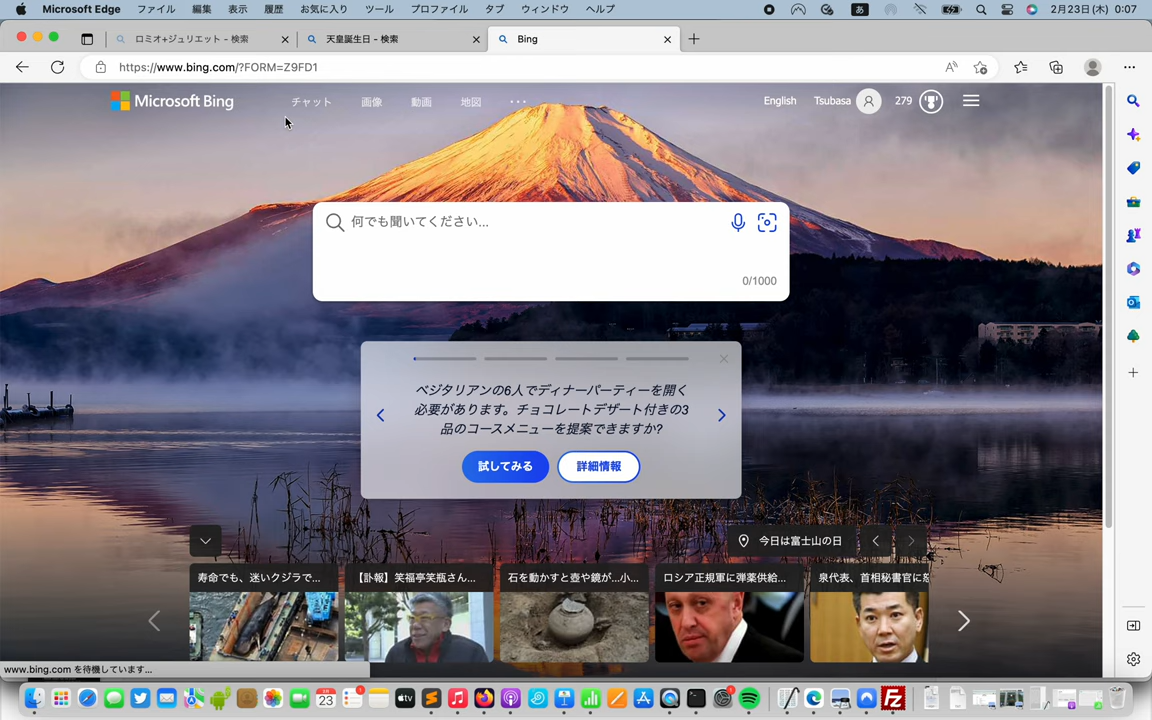 Microsoft Edge ファイル 編集 表示 履歴 お気に入り ツール プロファイル タブ ウィンドウ ヘルプ あ 2月23日(木) 0:07
ロミオ+ジュリエット - 検索 天皇誕生日 - 検索 Bing
https://www.bing.com/?FORM=Z9FD1
Microsoft Bing チャット 画像 動画 地図 ... English Tsubasa 279
何でも聞いてください...
0/1000
ベジタリアンの6人でディナーパーティーを開く
必要があります。チョコレートデザート付きの3
品のコースメニューを提案できますか?
試してみる 詳細情報
今日は富士山の日
寿命でも、迷いクジラで... 【訃報】笑福亭笑瓶さん... 石を動かすと壺や鏡が...小... ロシア正規軍に弾薬供給... 泉代表、首相秘書官に怒
www.bing.com を待機しています...